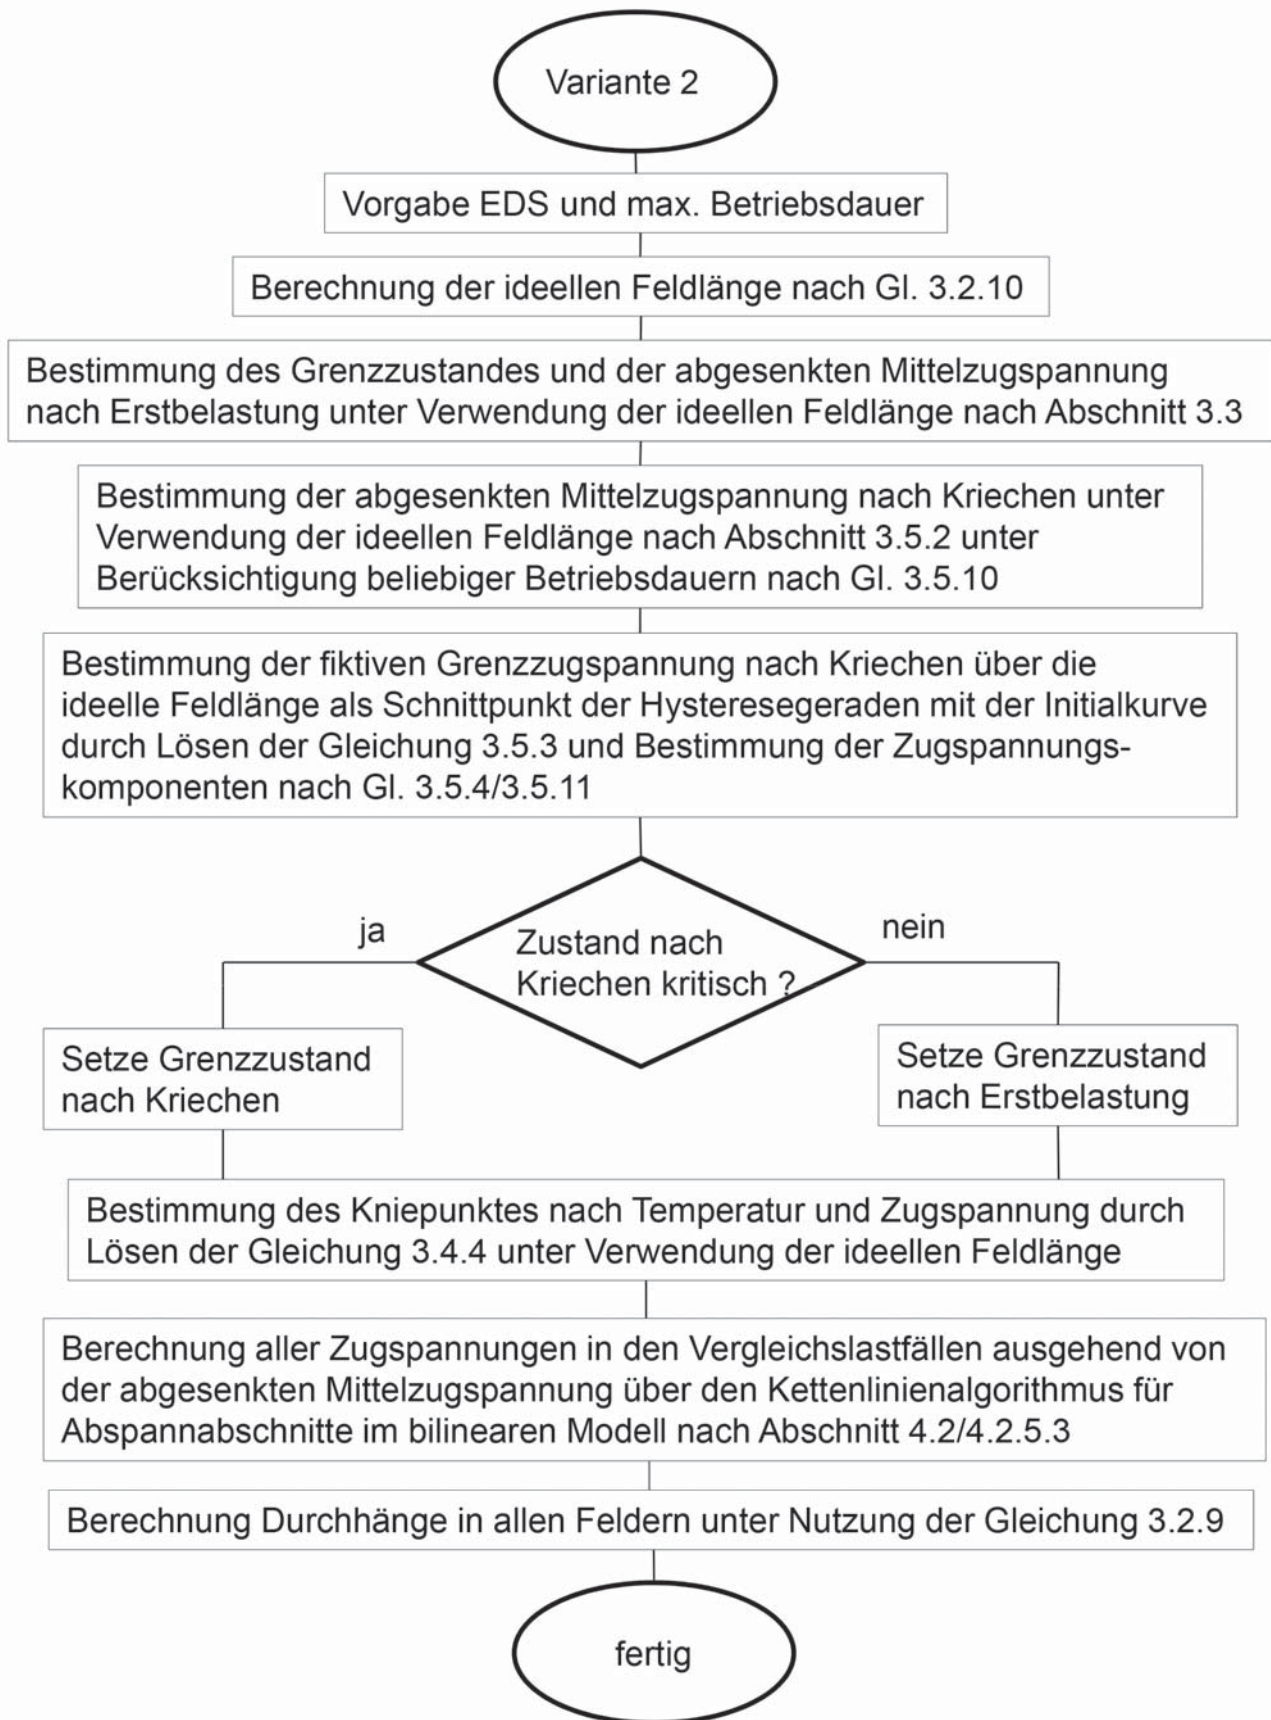 Variante 2
Vorgabe EDS und max. Betriebsdauer
Berechnung der ideellen Feldlänge nach Gl. 3.2.10
Bestimmung des Grenzzustandes und der abgesenkten Mittelzugspannung
nach Erstbelastung unter Verwendung der ideellen Feldlänge nach Abschnitt 3.3
Bestimmung der abgesenkten Mittelzugspannung nach Kriechen unter
Verwendung der ideellen Feldlänge nach Abschnitt 3.5.2 unter
Berücksichtigung beliebiger Betriebsdauern nach Gl. 3.5.10
Bestimmung der fiktiven Grenzzugspannung nach Kriechen über die
ideelle Feldlänge als Schnittpunkt der Hysteresegeraden mit der Initialkurve
durch Lösen der Gleichung 3.5.3 und Bestimmung der Zugspannungs-
komponenten nach Gl. 3.5.4/3.5.11
ja
nein
Zustand nach
Kriechen kritisch ?
Setze Grenzzustand
nach Kriechen
Setze Grenzzustand
nach Erstbelastung
Bestimmung des Kniepunktes nach Temperatur und Zugspannung durch
Lösen der Gleichung 3.4.4 unter Verwendung der ideellen Feldlänge
Berechnung aller Zugspannungen in den Vergleichslastfällen ausgehend von
der abgesenkten Mittelzugspannung über den Kettenlinienalgorithmus für
Abspannabschnitte im bilinearen Modell nach Abschnitt 4.2/4.2.5.3
Berechnung Durchhänge in allen Feldern unter Nutzung der Gleichung 3.2.9
fertig